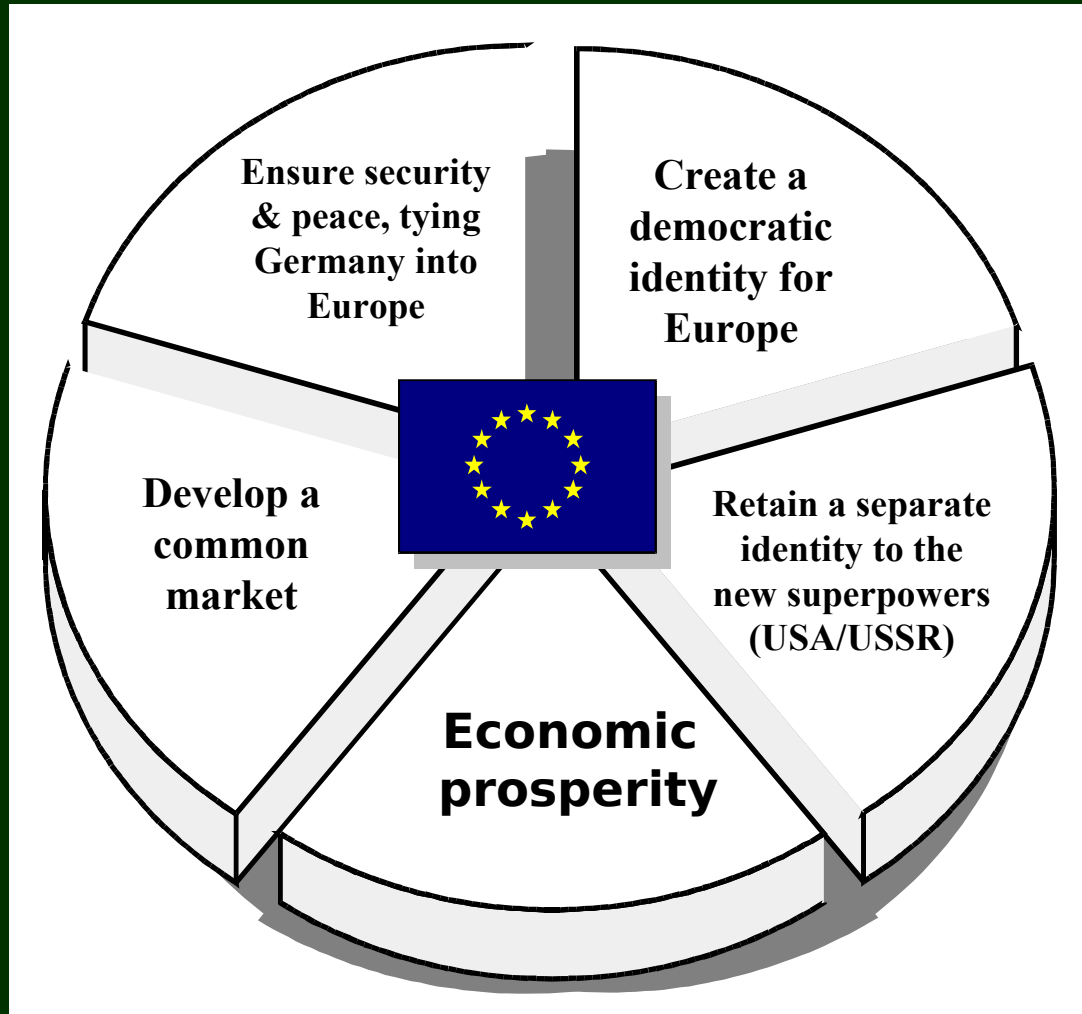 Ensure security
& peace, tying
Germany into
Europe
Create a
democratic
identity for
Europe
Develop a
common
market
Retain a separate
identity to the
new superpowers
(USA/USSR)
Economic
prosperity